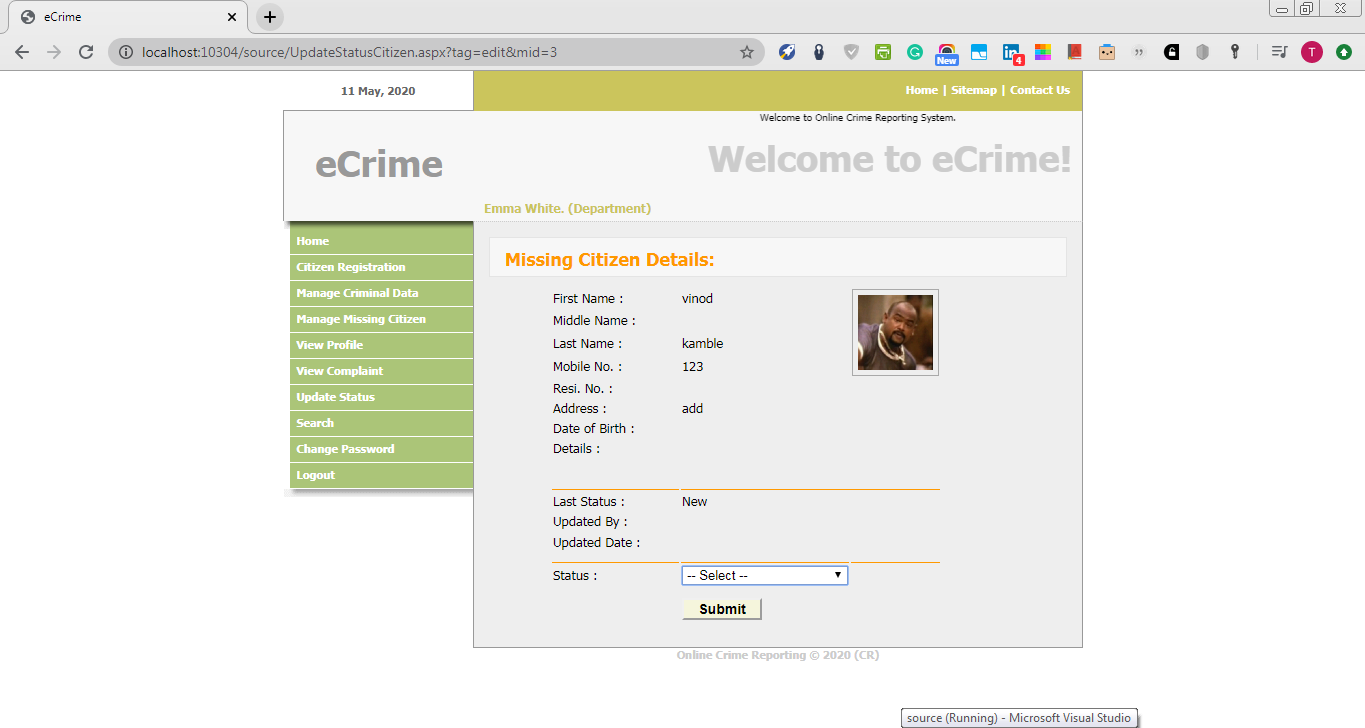 eCrime
localhost:10304/source/UpdateStatusCitizen.aspx?tag=edit&mid=3
New
4
T
11 May, 2020
Home | Sitemap | Contact Us
Welcome to Online Crime Reporting System.
eCrime
Welcome to eCrime!
Emma White. (Department)
Home
Citizen Registration
Manage Criminal Data
Manage Missing Citizen
View Profile
View Complaint
Update Status
Search
Change Password
Logout
Missing Citizen Details:
First Name : vinod
Middle Name :
Last Name : kamble
Mobile No. : 123
Resi. No. :
Address : add
Date of Birth :
Details :
Last Status : New
Updated By :
Updated Date :
Status : -- Select --
Submit
Online Crime Reporting © 2020 (CR)
source (Running) - Microsoft Visual Studio